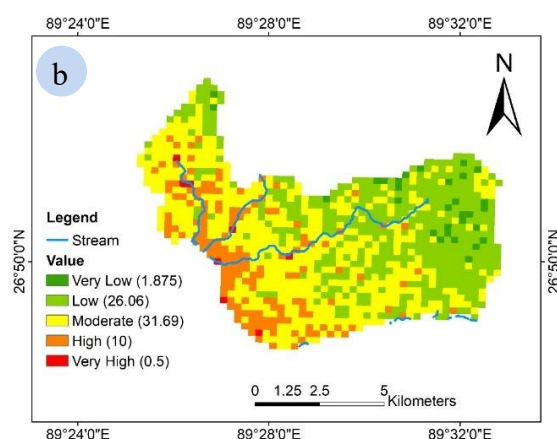 89°24'0"E 89°28'0"E 89°32'0"E
b
N
26°50'0"N
26°50'0"N
Legend
Stream
Value
Very Low (1.875)
Low (26.06)
Moderate (31.69)
High (10)
Very High (0.5)
0 1.25 2.5 5
Kilometers
89°24'0"E 89°28'0"E 89°32'0"E